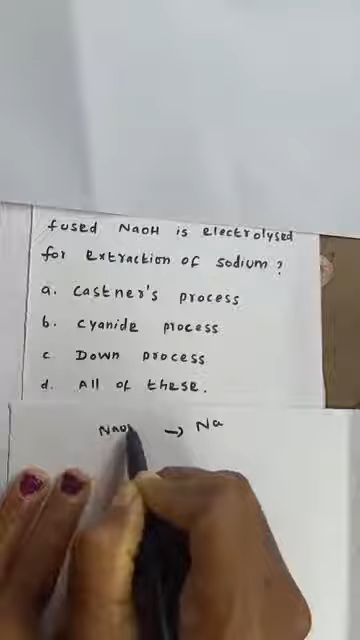 fused NaOH is electrolysed
for extraction of sodium ?
a. Castner's process
b. Cyanide process
c Down process
d. All of these.
→ Na